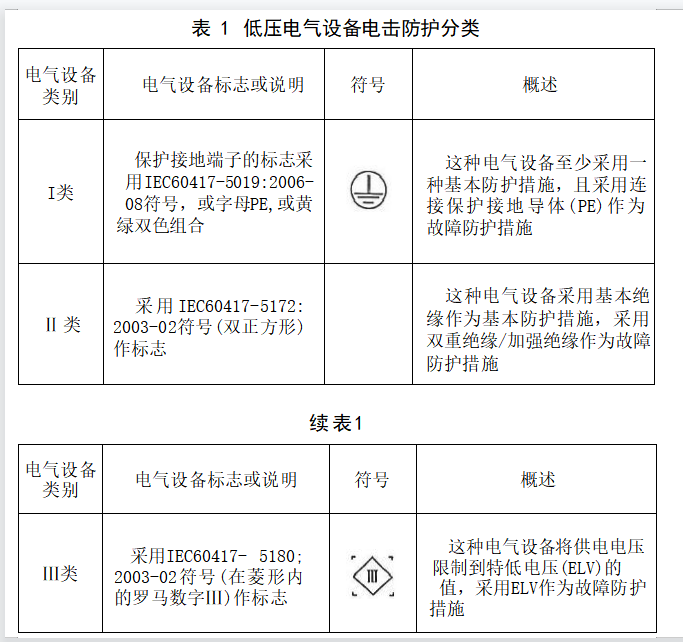 表 1 低压电气设备电击防护分类
电气设备
类别
电气设备标志或说明
符号
概述
I类
保护接地端子的标志采
用IEC60417-5019:2006-
08符号，或字母PE,或黄
绿双色组合
这种电气设备至少采用一
种基本防护措施，且采用连
接保护接地导体(PE)作为
故障防护措施
II 类
采用 IEC60417-5172:
2003-02符号(双正方形)
作标志
这种电气设备采用基本绝
缘作为基本防护措施，采用
双重绝缘/加强绝缘作为故障
防护措施
续表1
电气设备
类别
电气设备标志或说明
符号
概述
III类
采用IEC60417- 5180;
2003-02符号(在菱形内
的罗马数字III)作标志
III
这种电气设备将供电电压
限制到特低电压(ELV)的
值，采用ELV作为故障防护
措施